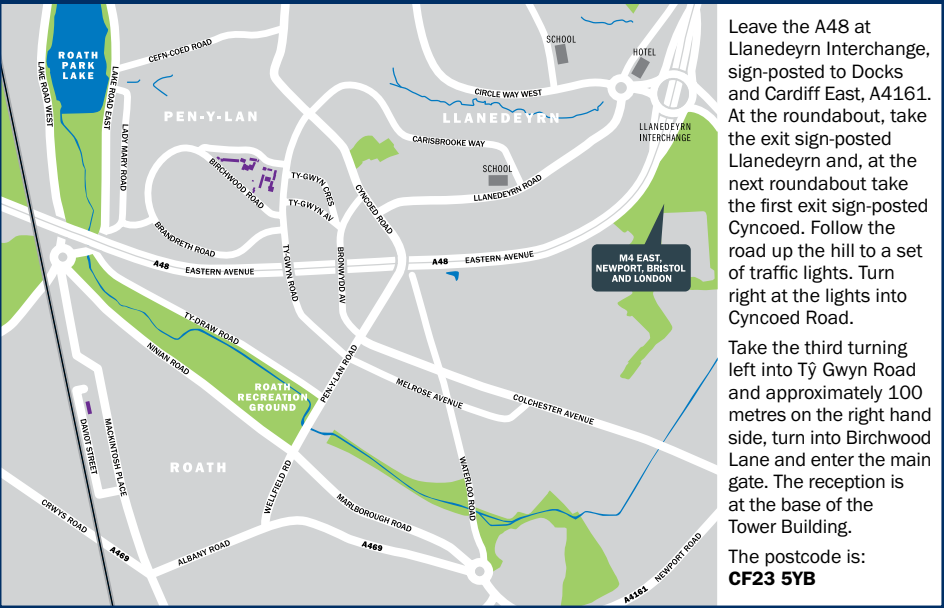 ROATH
PARK
LAKE
CEFN-COED ROAD
LAKE ROAD WEST
LAKE ROAD EAST
LADY MARY ROAD
PEN-Y-LAN
SCHOOL
HOTEL
CIRCLE WAY WEST
LLANEDEYRN
LLANEDEYRN
INTERCHANGE
CARISBROOKE WAY
SCHOOL
LLANEDEYRN ROAD
BIRCHWOOD ROAD
TY-GWYN CRES
TY-GWYN AV
CYNCOED ROAD
BRANDRETH ROAD
A48
EASTERN AVENUE
TY-GWYN ROAD
BRONWYDD AV
A48
EASTERN AVENUE
M4 EAST,
NEWPORT, BRISTOL
AND LONDON
TY-DRAW ROAD
NINIAN ROAD
ROATH
RECREATION
GROUND
PEN-Y-LAN ROAD
MELROSE AVENUE
COLCHESTER AVENUE
DAVIOT STREET
MACKINTOSH PLACE
ROATH
WELLFIELD RD
WATERLOO ROAD
MARLBOROUGH ROAD
CRWYS ROAD
A469
ALBANY ROAD
A469
A4161
NEWPORT ROAD
Leave the A48 at
Llanedeyrn Interchange,
sign-posted to Docks
and Cardiff East, A4161.
At the roundabout, take
the exit sign-posted
Llanedeyrn and, at the
next roundabout take
the first exit sign-posted
Cyncoed. Follow the
road up the hill to a set
of traffic lights. Turn
right at the lights into
Cyncoed Road.
Take the third turning
left into Tŷ Gwyn Road
and approximately 100
metres on the right hand
side, turn into Birchwood
Lane and enter the main
gate. The reception is
at the base of the
Tower Building.
The postcode is:
CF23 5YB